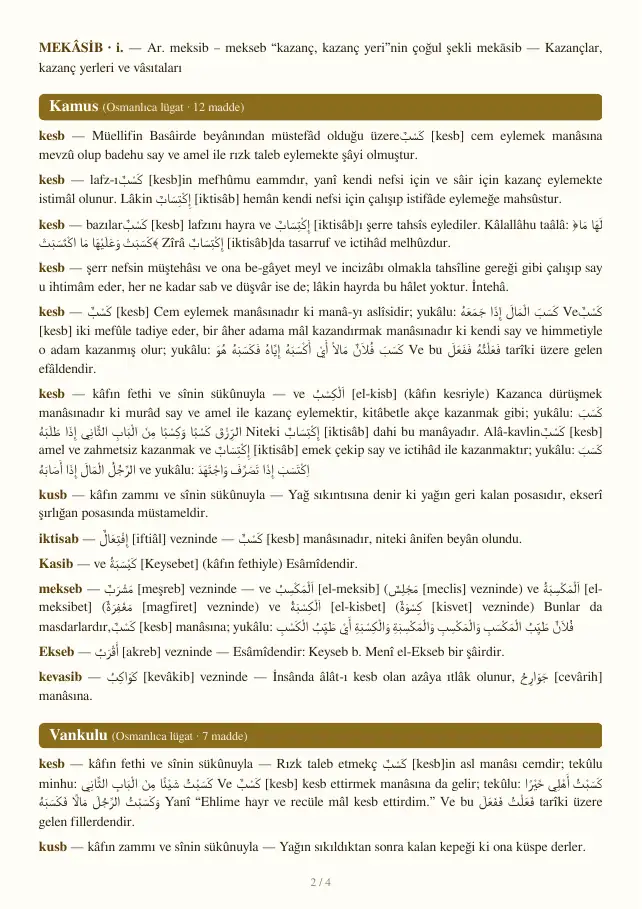 MEKÂSİB · i. — Ar. meksib – mekseb “kazanç, kazanç yeri”nin çoğul şekli mekāsib — Kazançlar,
kazanç yerleri ve vâsıtaları
Kamus (Osmanlıca lügat · 12 madde)
kesb — Müellifin Basâirde beyânından müstefâd olduğu üzereكَسْبٌ [kesb] cem eylemek manâsına
mevzû olup badehu say ve amel ile rızk taleb eylemekte şâyi olmuştur.
kesb — lafz-ıكَسْبٌ [kesb]in mefhûmu eammdır, yanî kendi nefsi için ve sâir için kazanç eylemekte
istimâl olunur. Lâkin إِكْتِسَابٌ [iktisâb] hemân kendi nefsi için çalışıp istifâde eylemeğe mahsûstur.
kesb — bazılarكَسْبٌ [kesb] lafzını hayra ve إِكْتِسَابٌ [iktisâb]ı şerre tahsîs eylediler. Kâlallâhu taâlâ: ﴿لَهَا مَا
كَسَبَتْ وَعَلَيْهَا مَا اكْتَسَبَتْ﴾ Zîrâ إِكْتِسَابٌ [iktisâb]da tasarruf ve ictihâd melhûzdur.
kesb — şerr nefsin müştehâsı ve ona be-gâyet meyl ve incizâbı olmakla tahsîline gereği gibi çalışıp say
u ihtimâm eder, her ne kadar sab ve düşvâr ise de; lâkin hayrda bu hâlet yoktur. İntehâ.
kesb — كَسْبٌ [kesb] Cem eylemek manâsınadır ki manâ-yı aslîsidir; yukâlu: كَسَبَ الْمَالَ إِذَا جَمَعَهُ Veكَسْبٌ
[kesb] iki mefûle tadiye eder, bir âher adama mâl kazandırmak manâsınadır ki kendi say ve himmetiyle
o adam kazanmış olur; yukâlu: كَسَبَ فُلَانٌ مَالاً أَيْ أَكْسَبَهُ إِيَّاهُ فَكَسَبَهُ هُوَ Ve bu فَعَلْتُهُ فَفَعَلَ tarîki üzere gelen
efâldendir.
kesb — kâfın fethi ve sînin sükûnuyla — ve اَلْكِسْبُ [el-kisb] (kâfın kesriyle) Kazanca dürüşmek
manâsınadır ki murâd say ve amel ile kazanç eylemektir, kitâbetle akçe kazanmak gibi; yukâlu: كَسَبَ
الرِّزْقَ كَسْبًا وَكِسْبًا مِنَ الْبَابِ الثَّانِي إِذَا طَلَبَهُ Niteki إِكْتِسَابٌ [iktisâb] dahi bu manâyadır. Alâ-kavlinكَسْبٌ [kesb]
amel ve zahmetsiz kazanmak ve إِكْتِسَابٌ [iktisâb] emek çekip say ve ictihâd ile kazanmaktır; yukâlu: كَسَبَ
الرَّجُلُ الْمَالَ إِذَا أَصَابَهُ ve yukâlu: اِكْتَسَبَ إِذَا تَصَرَّفَ وَاجْتَهَدَ
kusb — kâfın zammı ve sînin sükûnuyla — Yağ sıkıntısına denir ki yağın geri kalan posasıdır, ekserî
şırlığan posasında müstameldir.
iktisab — إِفْتِعَالٌ [iftiâl] vezninde — كَسْبٌ [kesb] manâsınadır, niteki ânifen beyân olundu.
Kasib — ve كَيْسَبَةُ [Keysebet] (kâfın fethiyle) Esâmîdendir.
mekseb — مَشْرَبٌ [meşreb] vezninde — ve اَلْمَكْسِبُ [el-meksib] (مَجْلِسٌ [meclis] vezninde) ve اَلْمَكْسِبَةُ [el-
meksibet] (مَغْفِرَةٌ [magfiret] vezninde) ve اَلْكِسْبَةُ [el-kisbet] (كِسْوَةٌ [kisvet] vezninde) Bunlar da
masdarlardır,كَسْبٌ [kesb] manâsına; yukâlu: فُلَانٌ طَيِّبُ الْمَكْسَبِ وَالْمَكْسِبِ وَالْمَكْسِبَةِ وَالْكِسْبَةِ أَيْ طَيِّبُ الْكَسْبِ
Ekseb — أَقْرَبُ [akreb] vezninde — Esâmîdendir: Keyseb b. Menî el-Ekseb bir şâirdir.
kevasib — كَوَاكِبُ [kevâkib] vezninde — İnsânda âlât-ı kesb olan azâya ıtlâk olunur, جَوَارِحُ [cevârih]
manâsına.
Vankulu (Osmanlıca lügat · 7 madde)
kesb — kâfın fethi ve sînin sükûnuyla — Rızk taleb etmekç كَسْبٌ [kesb]in asl manâsı cemdir; tekûlu
minhu: كَسَبْتُ شَيْئًا مِنَ الْبَابِ الثَّانِي Ve كَسْبٌ [kesb] kesb ettirmek manâsına da gelir; tekûlu: كَسَبْتُ أَهْلِي خَيْرًا
وَكَسَبْتُ الرَّجُلَ مَالًا فَكَسَبَهُ Yanî “Ehlime hayr ve recüle mâl kesb ettirdim.” Ve bu فَعَلْتُ فَفَعَلَ tarîki üzere
gelen fillerdendir.
kusb — kâfın zammı ve sînin sükûnuyla — Yağın sıkıldıktan sonra kalan kepeği ki ona küspe derler.
2 / 4